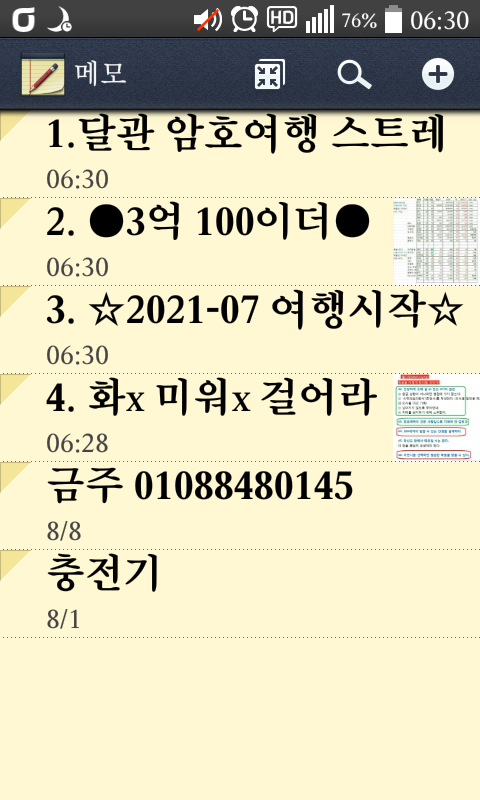 HD 76% 06:30
메모
1.달관 암호여행 스트레
06:30
2. ●3억 100이더●
06:30
3. ☆2021-07 여행시작☆
06:30
4. 화x 미워x 걸어라
06:28
금주 01088480145
8/8
충전기
8/1